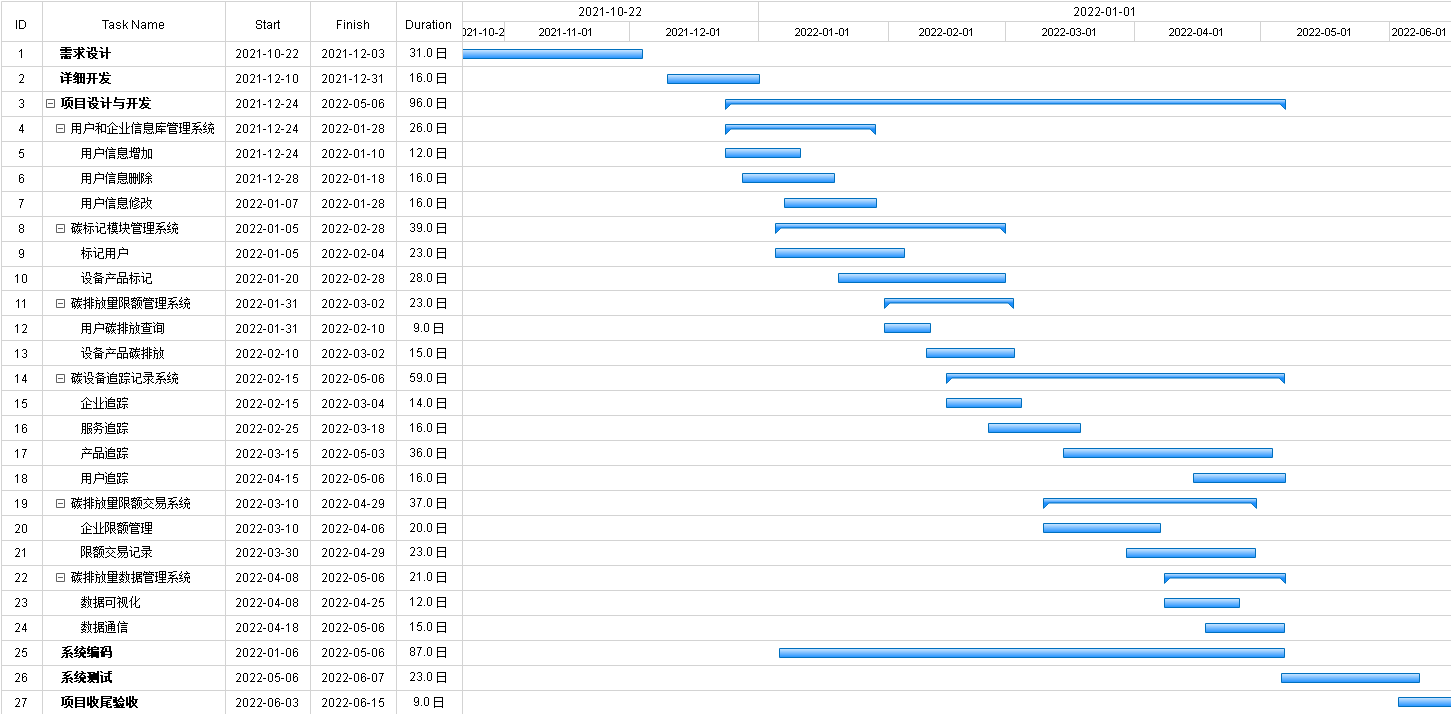 ID Task Name Start Finish Duration 2021-10-22 2022-01-01
021-10-2 2021-11-01 2021-12-01 2022-01-01 2022-02-01 2022-03-01 2022-04-01 2022-05-01 2022-06-01
1 需求设计 2021-10-22 2021-12-03 31.0 日
2 详细开发 2021-12-10 2021-12-31 16.0 日
3 项目设计与开发 2021-12-24 2022-05-06 96.0 日
4 用户和企业信息库管理系统 2021-12-24 2022-01-28 26.0 日
5 用户信息增加 2021-12-24 2022-01-10 12.0 日
6 用户信息删除 2021-12-28 2022-01-18 16.0 日
7 用户信息修改 2022-01-07 2022-01-28 16.0 日
8 碳标记模块管理系统 2022-01-05 2022-02-28 39.0 日
9 标记用户 2022-01-05 2022-02-04 23.0 日
10 设备产品标记 2022-01-20 2022-02-28 28.0 日
11 碳排放量限额管理系统 2022-01-31 2022-03-02 23.0 日
12 用户碳排放查询 2022-01-31 2022-02-10 9.0 日
13 设备产品碳排放 2022-02-10 2022-03-02 15.0 日
14 碳设备追踪记录系统 2022-02-15 2022-05-06 59.0 日
15 企业追踪 2022-02-15 2022-03-04 14.0 日
16 服务追踪 2022-02-25 2022-03-18 16.0 日
17 产品追踪 2022-03-15 2022-05-03 36.0 日
18 用户追踪 2022-04-15 2022-05-06 16.0 日
19 碳排放量限额交易系统 2022-03-10 2022-04-29 37.0 日
20 企业限额管理 2022-03-10 2022-04-06 20.0 日
21 限额交易记录 2022-03-30 2022-04-29 23.0 日
22 碳排放量数据管理系统 2022-04-08 2022-05-06 21.0 日
23 数据可视化 2022-04-08 2022-04-25 12.0 日
24 数据通信 2022-04-18 2022-05-06 15.0 日
25 系统编码 2022-01-06 2022-05-06 87.0 日
26 系统测试 2022-05-06 2022-06-07 23.0 日
27 项目收尾验收 2022-06-03 2022-06-15 9.0 日